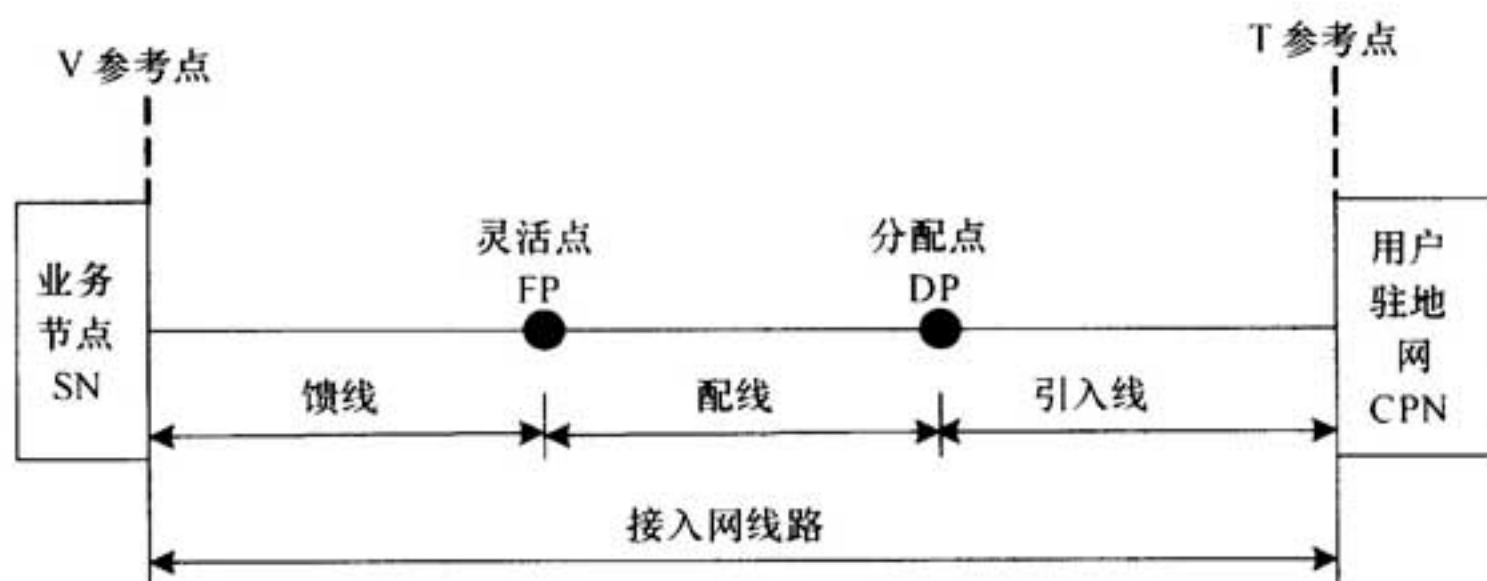 V 参考点
T 参考点
业务
节点
SN
灵活点
FP
分配点
DP
用户
驻地
网
CPN
馈线
配线
引入线
接入网线路